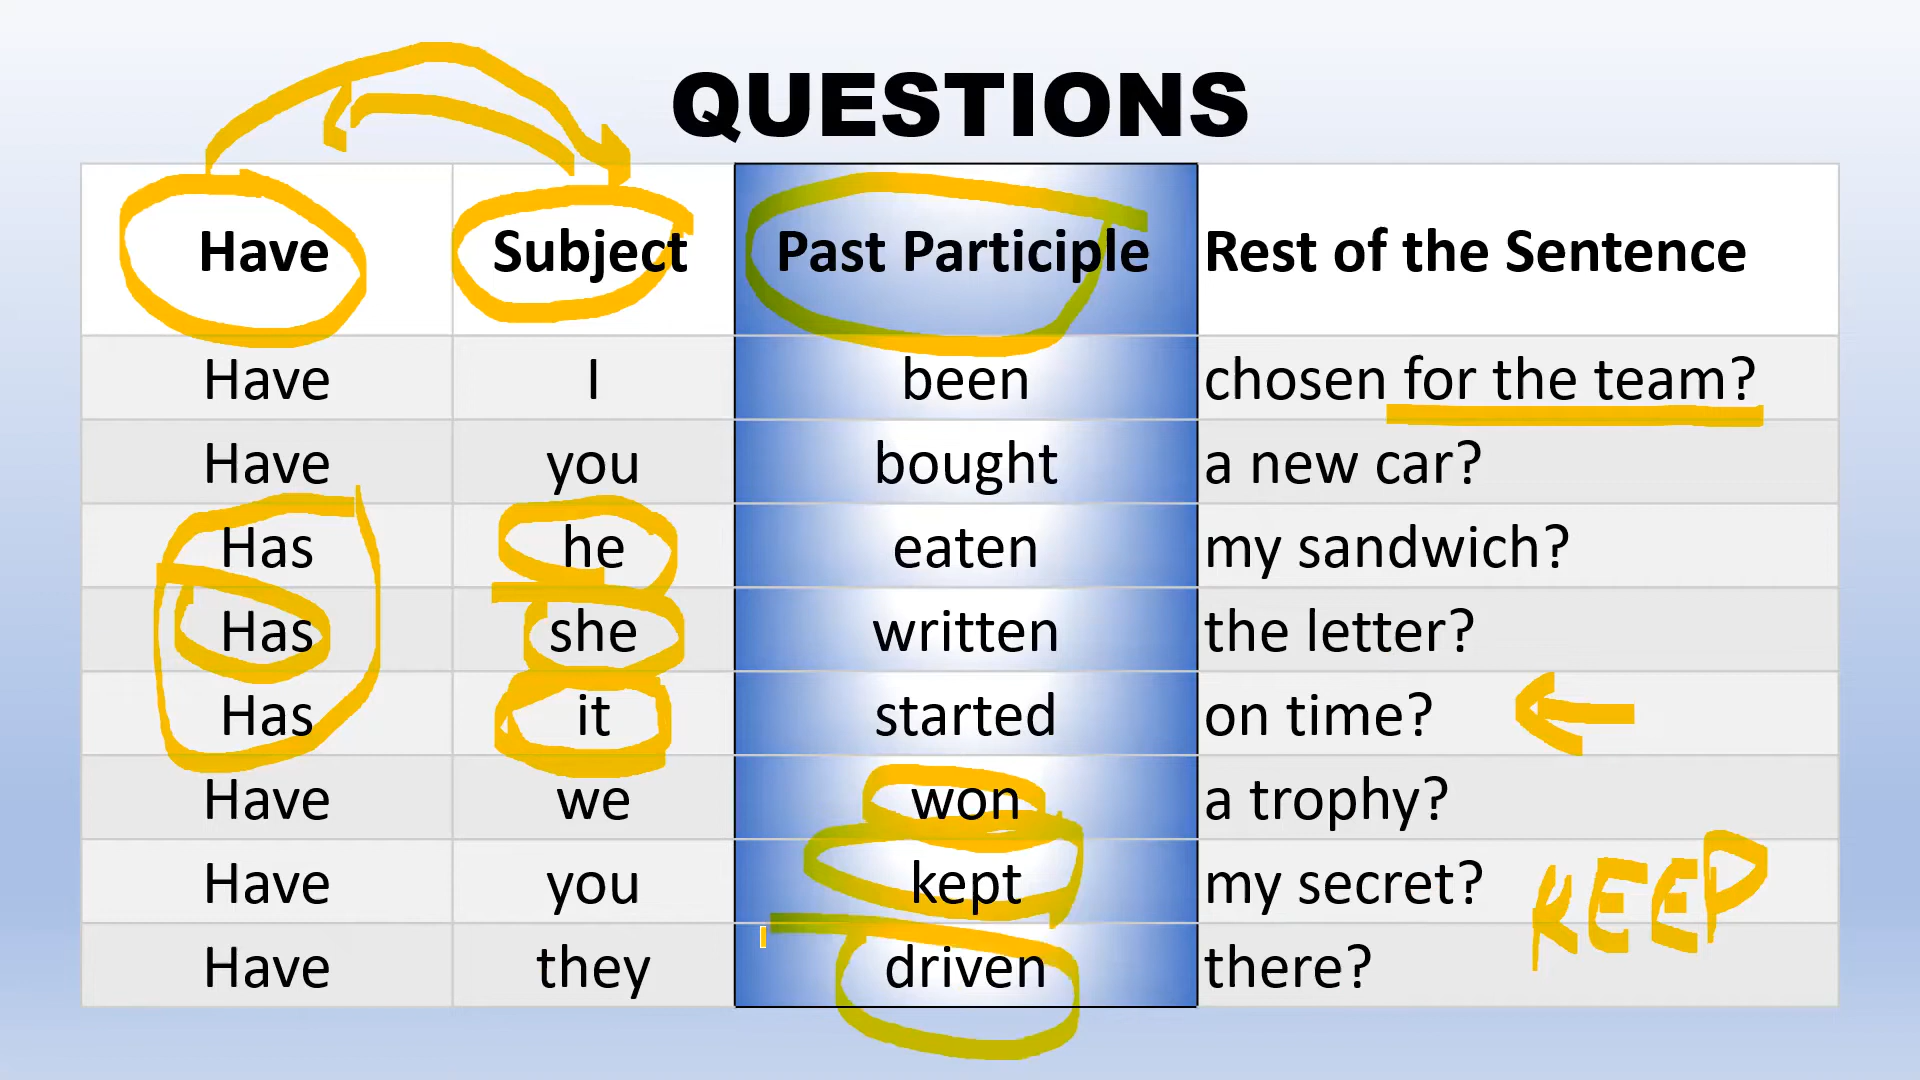 QUESTIONS
Have Subject Past Participle Rest of the Sentence
Have I been chosen for the team?
Have you bought a new car?
Has he eaten my sandwich?
Has she written the letter?
Has it started on time?
Have we won a trophy?
Have you kept my secret? KEEP
Have they driven there?